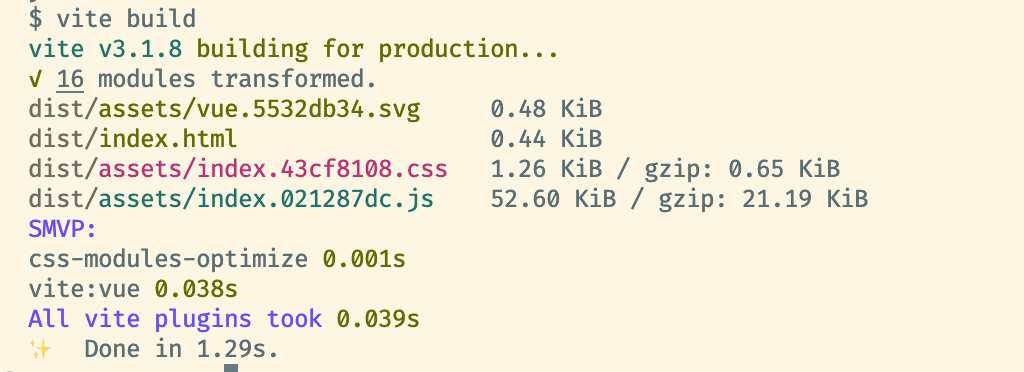 $ vite build
vite v3.1.8 building for production...
✓ 16 modules transformed.
dist/assets/vue.5532db34.svg 0.48 KiB
dist/index.html 0.44 KiB
dist/assets/index.43cf8108.css 1.26 KiB / gzip: 0.65 KiB
dist/assets/index.021287dc.js 52.60 KiB / gzip: 21.19 KiB
SMVP:
css-modules-optimize 0.001s
vite:vue 0.038s
All vite plugins took 0.039s
✨ Done in 1.29s.